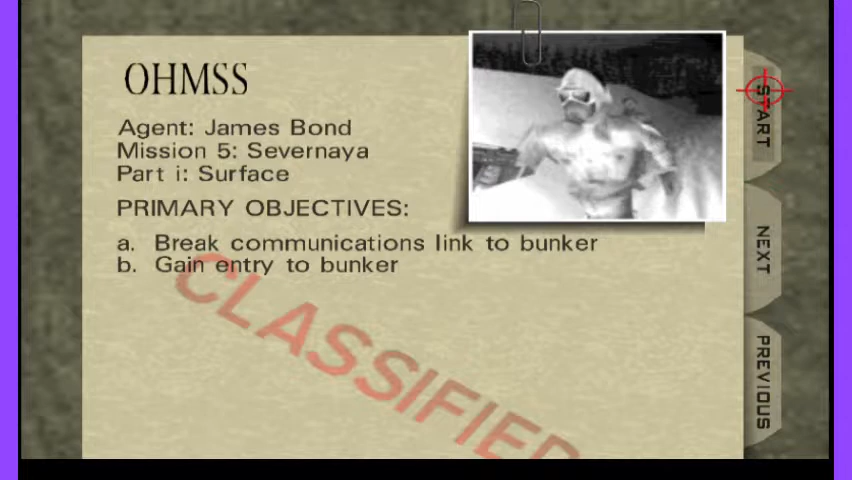 OHMSS
Agent: James Bond
Mission 5: Severnaya
Part i: Surface
PRIMARY OBJECTIVES:
a. Break communications link to bunker
b. Gain entry to bunker
CLASSIFIED
START
NEXT
PREVIOUS